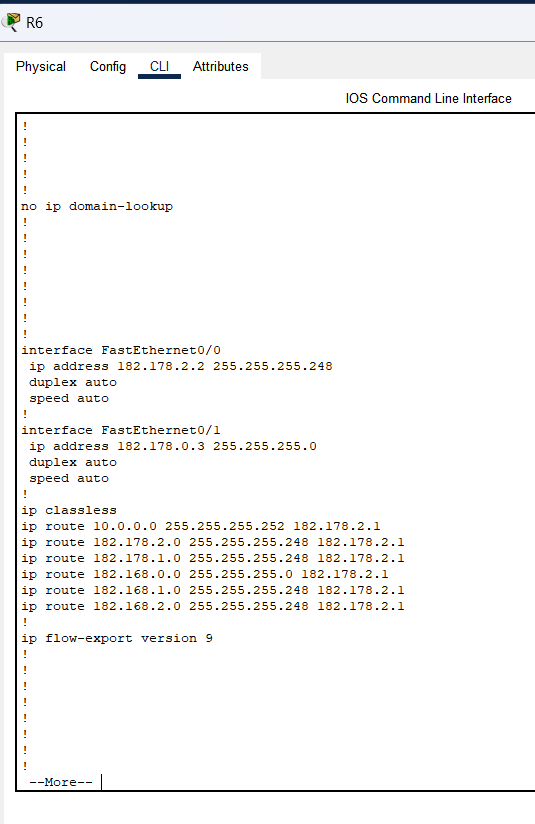 R6
Physical Config CLI Attributes
IOS Command Line Interface
!
!
!
!
!
no ip domain-lookup
!
!
!
!
!
!
!
!
interface FastEthernet0/0
 ip address 182.178.2.2 255.255.255.248
 duplex auto
 speed auto
!
interface FastEthernet0/1
 ip address 182.178.0.3 255.255.255.0
 duplex auto
 speed auto
!
ip classless
ip route 10.0.0.0 255.255.255.252 182.178.2.1
ip route 182.178.2.0 255.255.255.248 182.178.2.1
ip route 182.178.1.0 255.255.255.248 182.178.2.1
ip route 182.168.0.0 255.255.255.0 182.178.2.1
ip route 182.168.1.0 255.255.255.248 182.178.2.1
ip route 182.168.2.0 255.255.255.248 182.178.2.1
!
ip flow-export version 9
!
!
!
!
!
!
!
!
 --More--